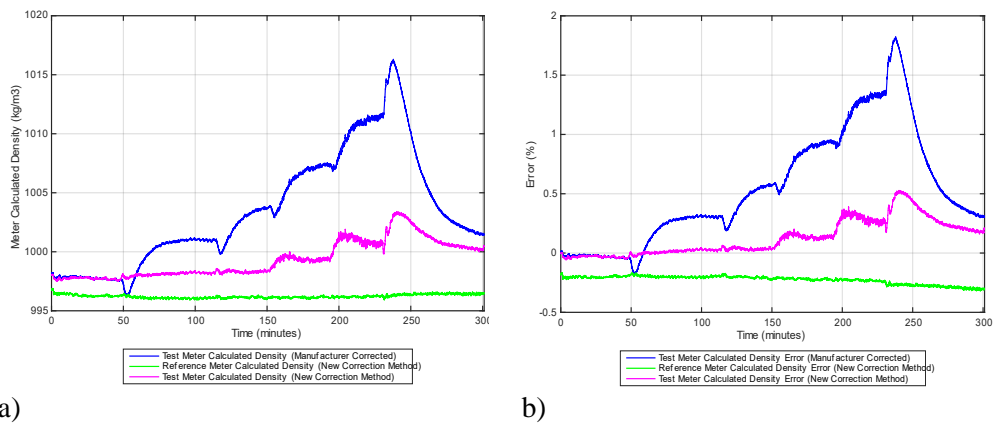 1020
1015
1010
1005
1000
995
Meter Calculated Density (kg/m3)
0 50 100 150 200 250 300
Time (minutes)
Test Meter Calculated Density (Manufacturer Corrected)
Reference Meter Calculated Density (New Correction Method)
Test Meter Calculated Density (New Correction Method)
a)
2
1.5
1
0.5
0
-0.5
Error (%)
0 50 100 150 200 250 300
Time (minutes)
Test Meter Calculated Density Error (Manufacturer Corrected)
Reference Meter Calculated Density Error (New Correction Method)
Test Meter Calculated Density Error (New Correction Method)
b)